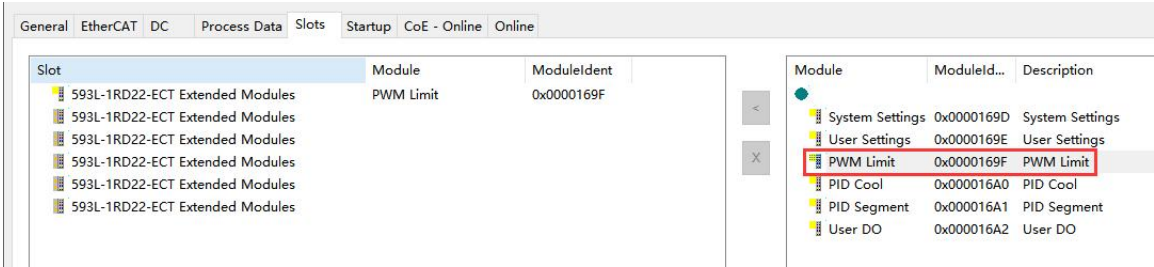 General EtherCAT DC Process Data Slots Startup CoE - Online Online
Slot Module ModuleIdent
593L-1RD22-ECT Extended Modules PWM Limit 0x0000169F
593L-1RD22-ECT Extended Modules
593L-1RD22-ECT Extended Modules
593L-1RD22-ECT Extended Modules
593L-1RD22-ECT Extended Modules
593L-1RD22-ECT Extended Modules
<
X
Module ModuleId... Description
System Settings 0x0000169D System Settings
User Settings 0x0000169E User Settings
PWM Limit 0x0000169F PWM Limit
PID Cool 0x000016A0 PID Cool
PID Segment 0x000016A1 PID Segment
User DO 0x000016A2 User DO